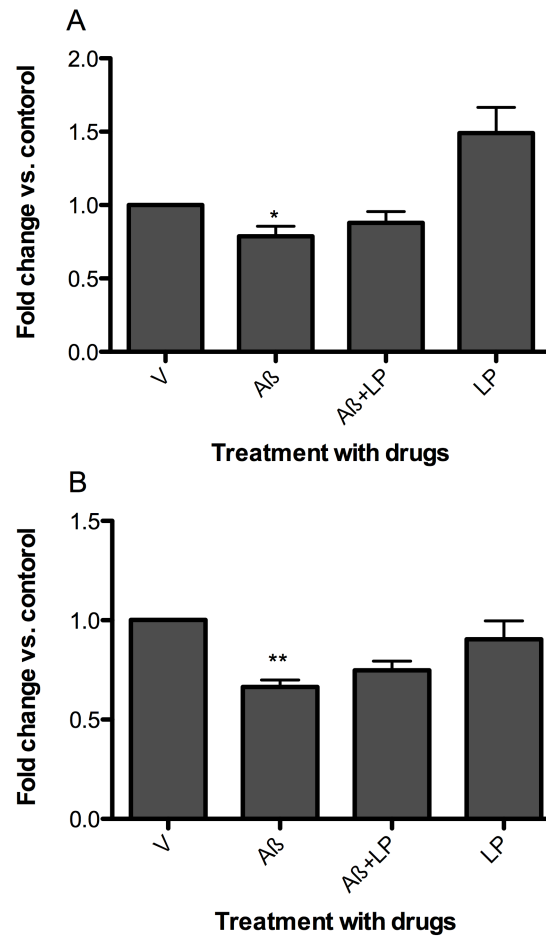 A
Fold change vs. contorol
2.0
1.5
1.0
0.5
0.0
*
V
Aß
Aß+LP
LP
Treatment with drugs
B
Fold change vs. contorol
1.5
1.0
0.5
0.0
**
V
Aß
Aß+LP
LP
Treatment with drugs